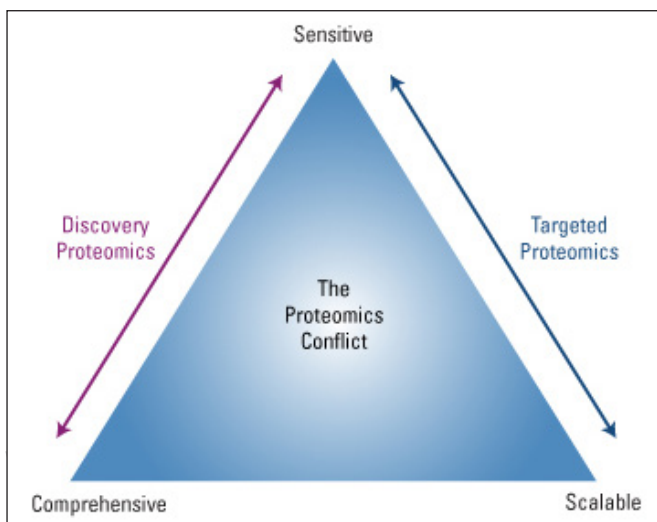 Sensitive
Discovery
Proteomics
Targeted
Proteomics
The
Proteomics
Conflict
Comprehensive
Scalable